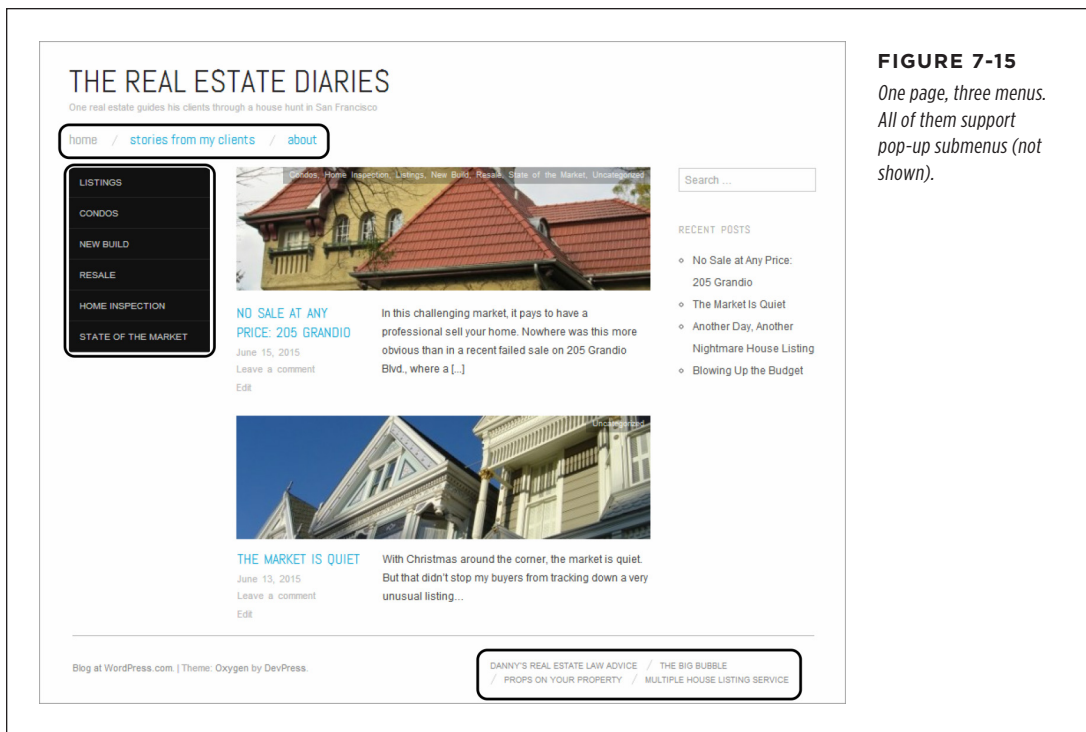 THE REAL ESTATE DIARIES
One real estate guides his clients through a house hunt in San Francisco
home / stories from my clients / about
LISTINGS
CONDOS
NEW BUILD
RESALE
HOME INSPECTION
STATE OF THE MARKET
Condos, Home Inspection, Listings, New Build, Resale, State of the Market, Uncategorized
NO SALE AT ANY
PRICE: 205 GRANDIO
June 15, 2015
Leave a comment
Edit
In this challenging market, it pays to have a
professional sell your home. Nowhere was this more
obvious than in a recent failed sale on 205 Grandio
Blvd., where a [...]
Uncategorized
THE MARKET IS QUIET
June 13, 2015
Leave a comment
Edit
With Christmas around the corner, the market is quiet.
But that didn't stop my buyers from tracking down a very
unusual listing…
Search ...
RECENT POSTS
No Sale at Any Price:
205 Grandio
The Market Is Quiet
Another Day, Another
Nightmare House Listing
Blowing Up the Budget
Blog at WordPress.com. | Theme: Oxygen by DevPress.
DANNY'S REAL ESTATE LAW ADVICE / THE BIG BUBBLE
/ PROPS ON YOUR PROPERTY / MULTIPLE HOUSE LISTING SERVICE
FIGURE 7-15
One page, three menus.
All of them support
pop-up submenus (not
shown).